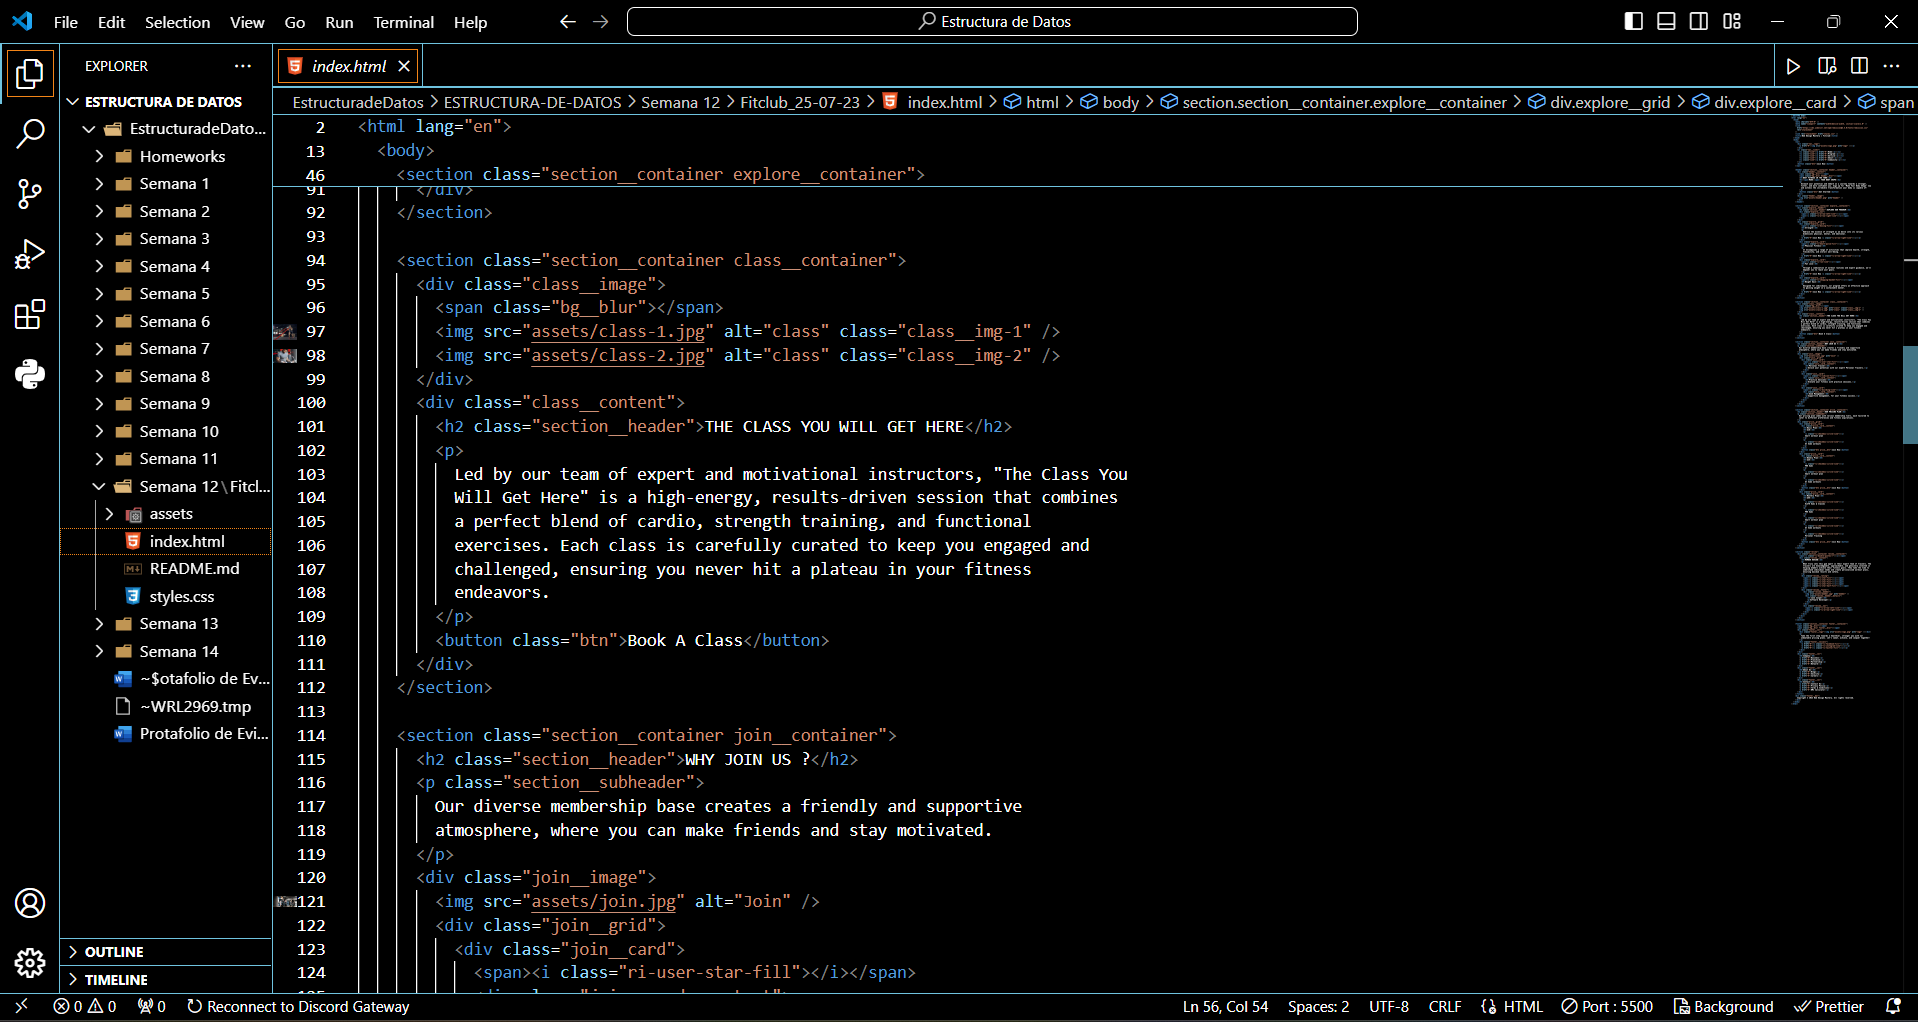 File Edit Selection View Go Run Terminal Help
Estructura de Datos
EXPLORER
index.html
ESTRUCTURA DE DATOS
EstructuradeDato...
Homeworks
Semana 1
Semana 2
Semana 3
Semana 4
Semana 5
Semana 6
Semana 7
Semana 8
Semana 9
Semana 10
Semana 11
Semana 12\Fitcl...
assets
index.html
README.md
styles.css
Semana 13
Semana 14
~$otafolio de Ev...
~WRL2969.tmp
Protafolio de Evi...
OUTLINE
TIMELINE
EstructuradeDatos > ESTRUCTURA-DE-DATOS > Semana 12 > Fitclub_25-07-23 > index.html > html > body > section.section__container.explore__container > div.explore__grid > div.explore__card > span
2 <html lang="en">
13 <body>
46 <section class="section__container explore__container">
91 </div>
92 </section>
93
94 <section class="section__container class__container">
95 <div class="class__image">
96 <span class="bg__blur"></span>
97 <img src="assets/class-1.jpg" alt="class" class="class__img-1" />
98 <img src="assets/class-2.jpg" alt="class" class="class__img-2" />
99 </div>
100 <div class="class__content">
101 <h2 class="section__header">THE CLASS YOU WILL GET HERE</h2>
102 <p>
103 Led by our team of expert and motivational instructors, "The Class You
104 Will Get Here" is a high-energy, results-driven session that combines
105 a perfect blend of cardio, strength training, and functional
106 exercises. Each class is carefully curated to keep you engaged and
107 challenged, ensuring you never hit a plateau in your fitness
108 endeavors.
109 </p>
110 <button class="btn">Book A Class</button>
111 </div>
112 </section>
113
114 <section class="section__container join__container">
115 <h2 class="section__header">WHY JOIN US ?</h2>
116 <p class="section__subheader">
117 Our diverse membership base creates a friendly and supportive
118 atmosphere, where you can make friends and stay motivated.
119 </p>
120 <div class="join__image">
121 <img src="assets/join.jpg" alt="Join" />
122 <div class="join__grid">
123 <div class="join__card">
124 <span><i class="ri-user-star-fill"></i></span>
0 0 0 Reconnect to Discord Gateway Ln 56, Col 54 Spaces: 2 UTF-8 CRLF HTML Port : 5500 Background Prettier